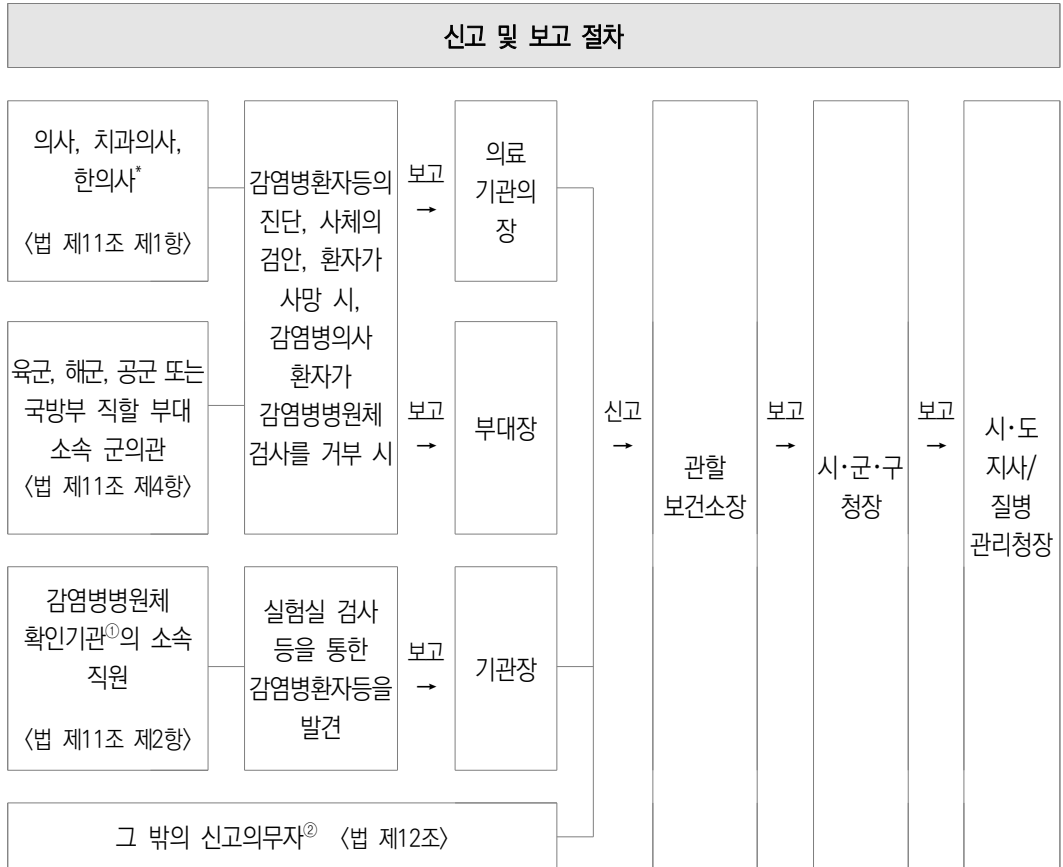 신고 및 보고 절차
의사, 치과의사,
한의사*
〈법 제11조 제1항〉
육군, 해군, 공군 또는
국방부 직할 부대
소속 군의관
〈법 제11조 제4항〉
감염병환자등의
진단, 사체의
검안, 환자가
사망 시,
감염병의사
환자가
감염병병원체
검사를 거부 시
보고
→
의료
기관의
장
보고
→
부대장
감염병병원체
확인기관①의 소속
직원
〈법 제11조 제2항〉
실험실 검사
등을 통한
감염병환자등을
발견
보고
→
기관장
그 밖의 신고의무자② 〈법 제12조〉
신고
→
관할
보건소장
보고
→
시·군·구
청장
보고
→
시·도
지사/
질병
관리청장